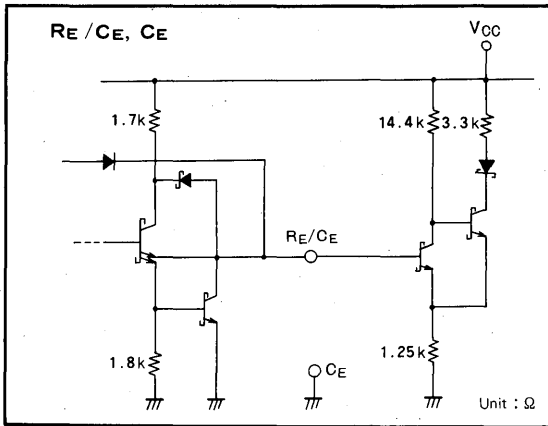 RE/CE, CE
VCC
1.7k
14.4k
3.3k
RE/CE
1.8k
CE
1.25k
Unit : Ω